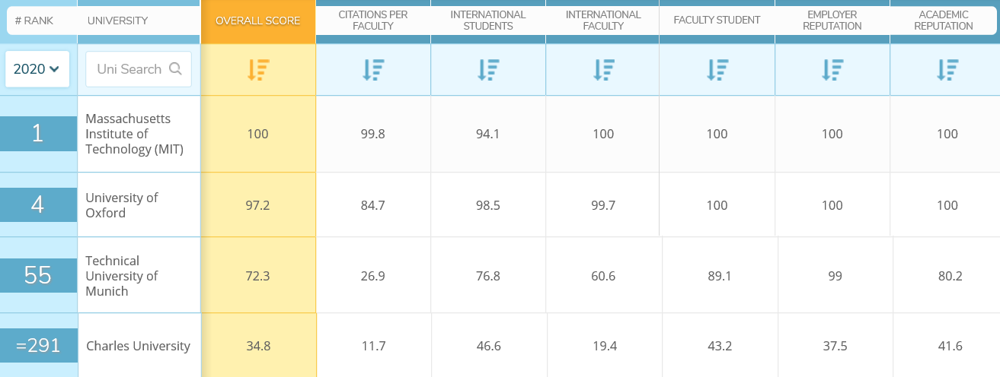 # RANK UNIVERSITY OVERALL SCORE CITATIONS PER FACULTY INTERNATIONAL STUDENTS INTERNATIONAL FACULTY FACULTY STUDENT EMPLOYER REPUTATION ACADEMIC REPUTATION
2020 Uni Search
1 Massachusetts Institute of Technology (MIT) 100 99.8 94.1 100 100 100 100
4 University of Oxford 97.2 84.7 98.5 99.7 100 100 100
55 Technical University of Munich 72.3 26.9 76.8 60.6 89.1 99 80.2
=291 Charles University 34.8 11.7 46.6 19.4 43.2 37.5 41.6